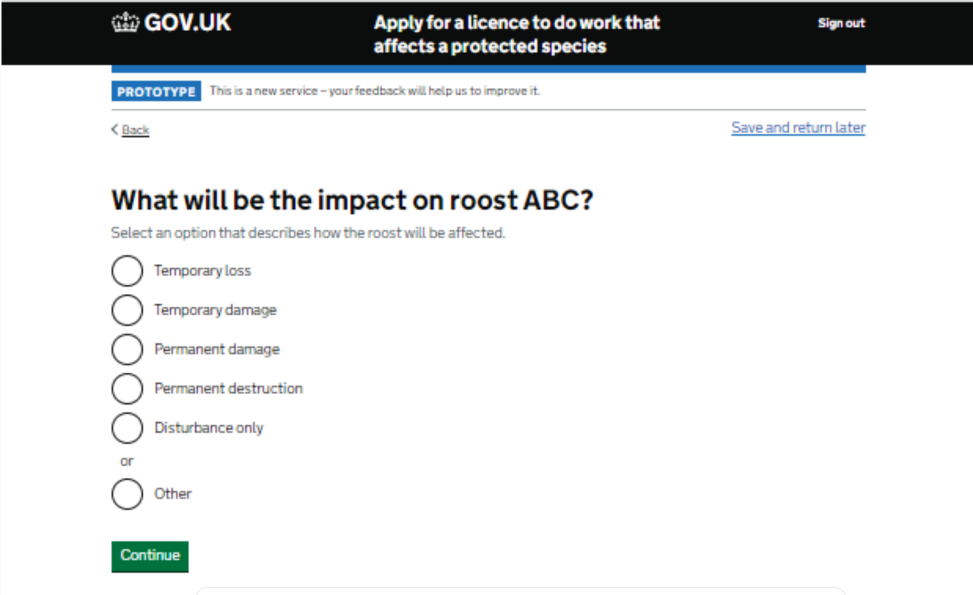 GOV.UK
Apply for a licence to do work that
affects a protected species
Sign out
PROTOTYPE This is a new service – your feedback will help us to improve it.
Back
Save and return later
What will be the impact on roost ABC?
Select an option that describes how the roost will be affected.
Temporary loss
Temporary damage
Permanent damage
Permanent destruction
Disturbance only
or
Other
Continue